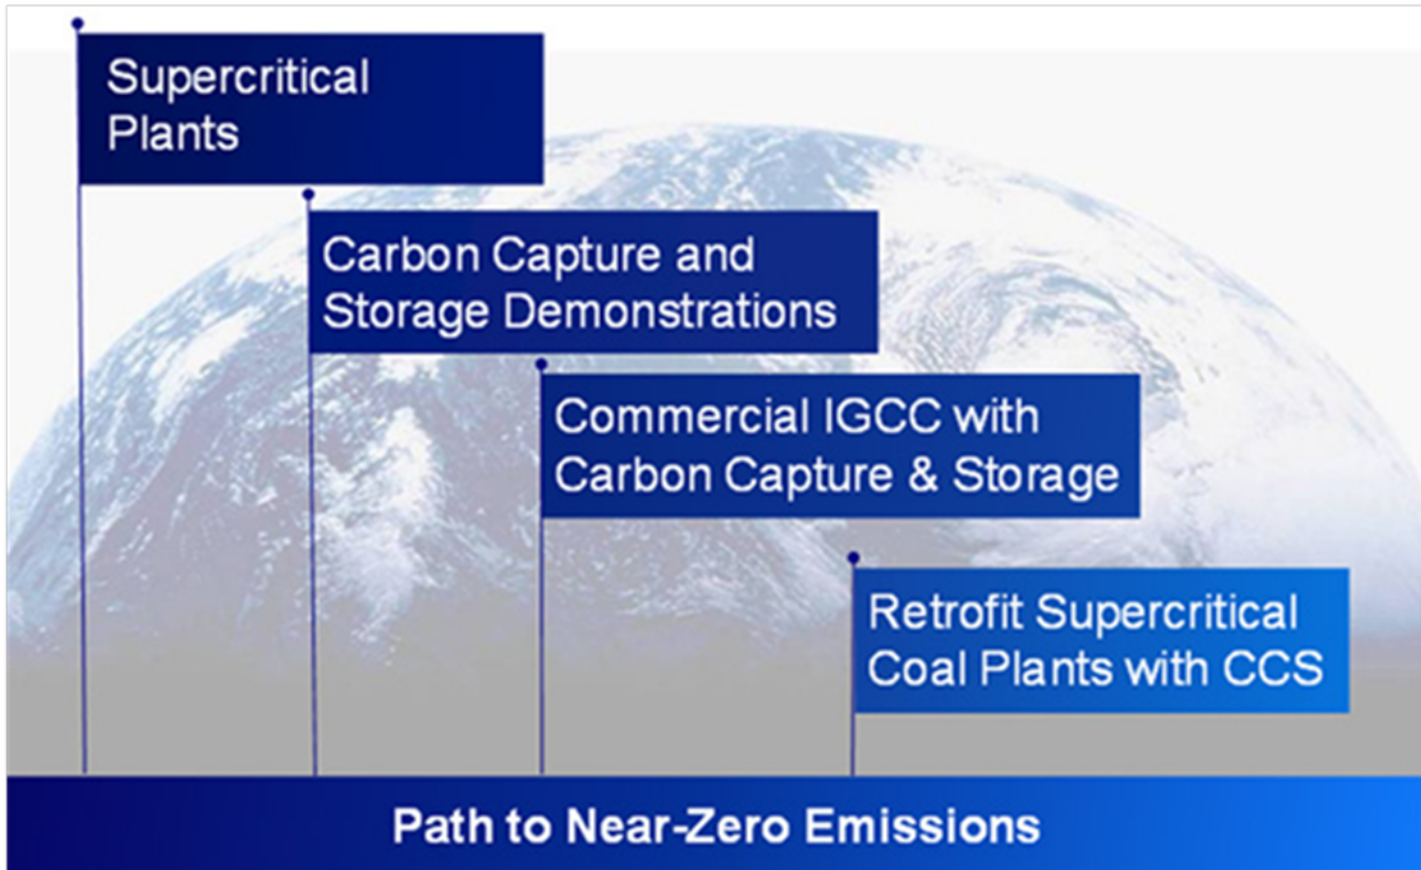 Supercritical
Plants
Carbon Capture and
Storage Demonstrations
Commercial IGCC with
Carbon Capture & Storage
Retrofit Supercritical
Coal Plants with CCS
Path to Near-Zero Emissions